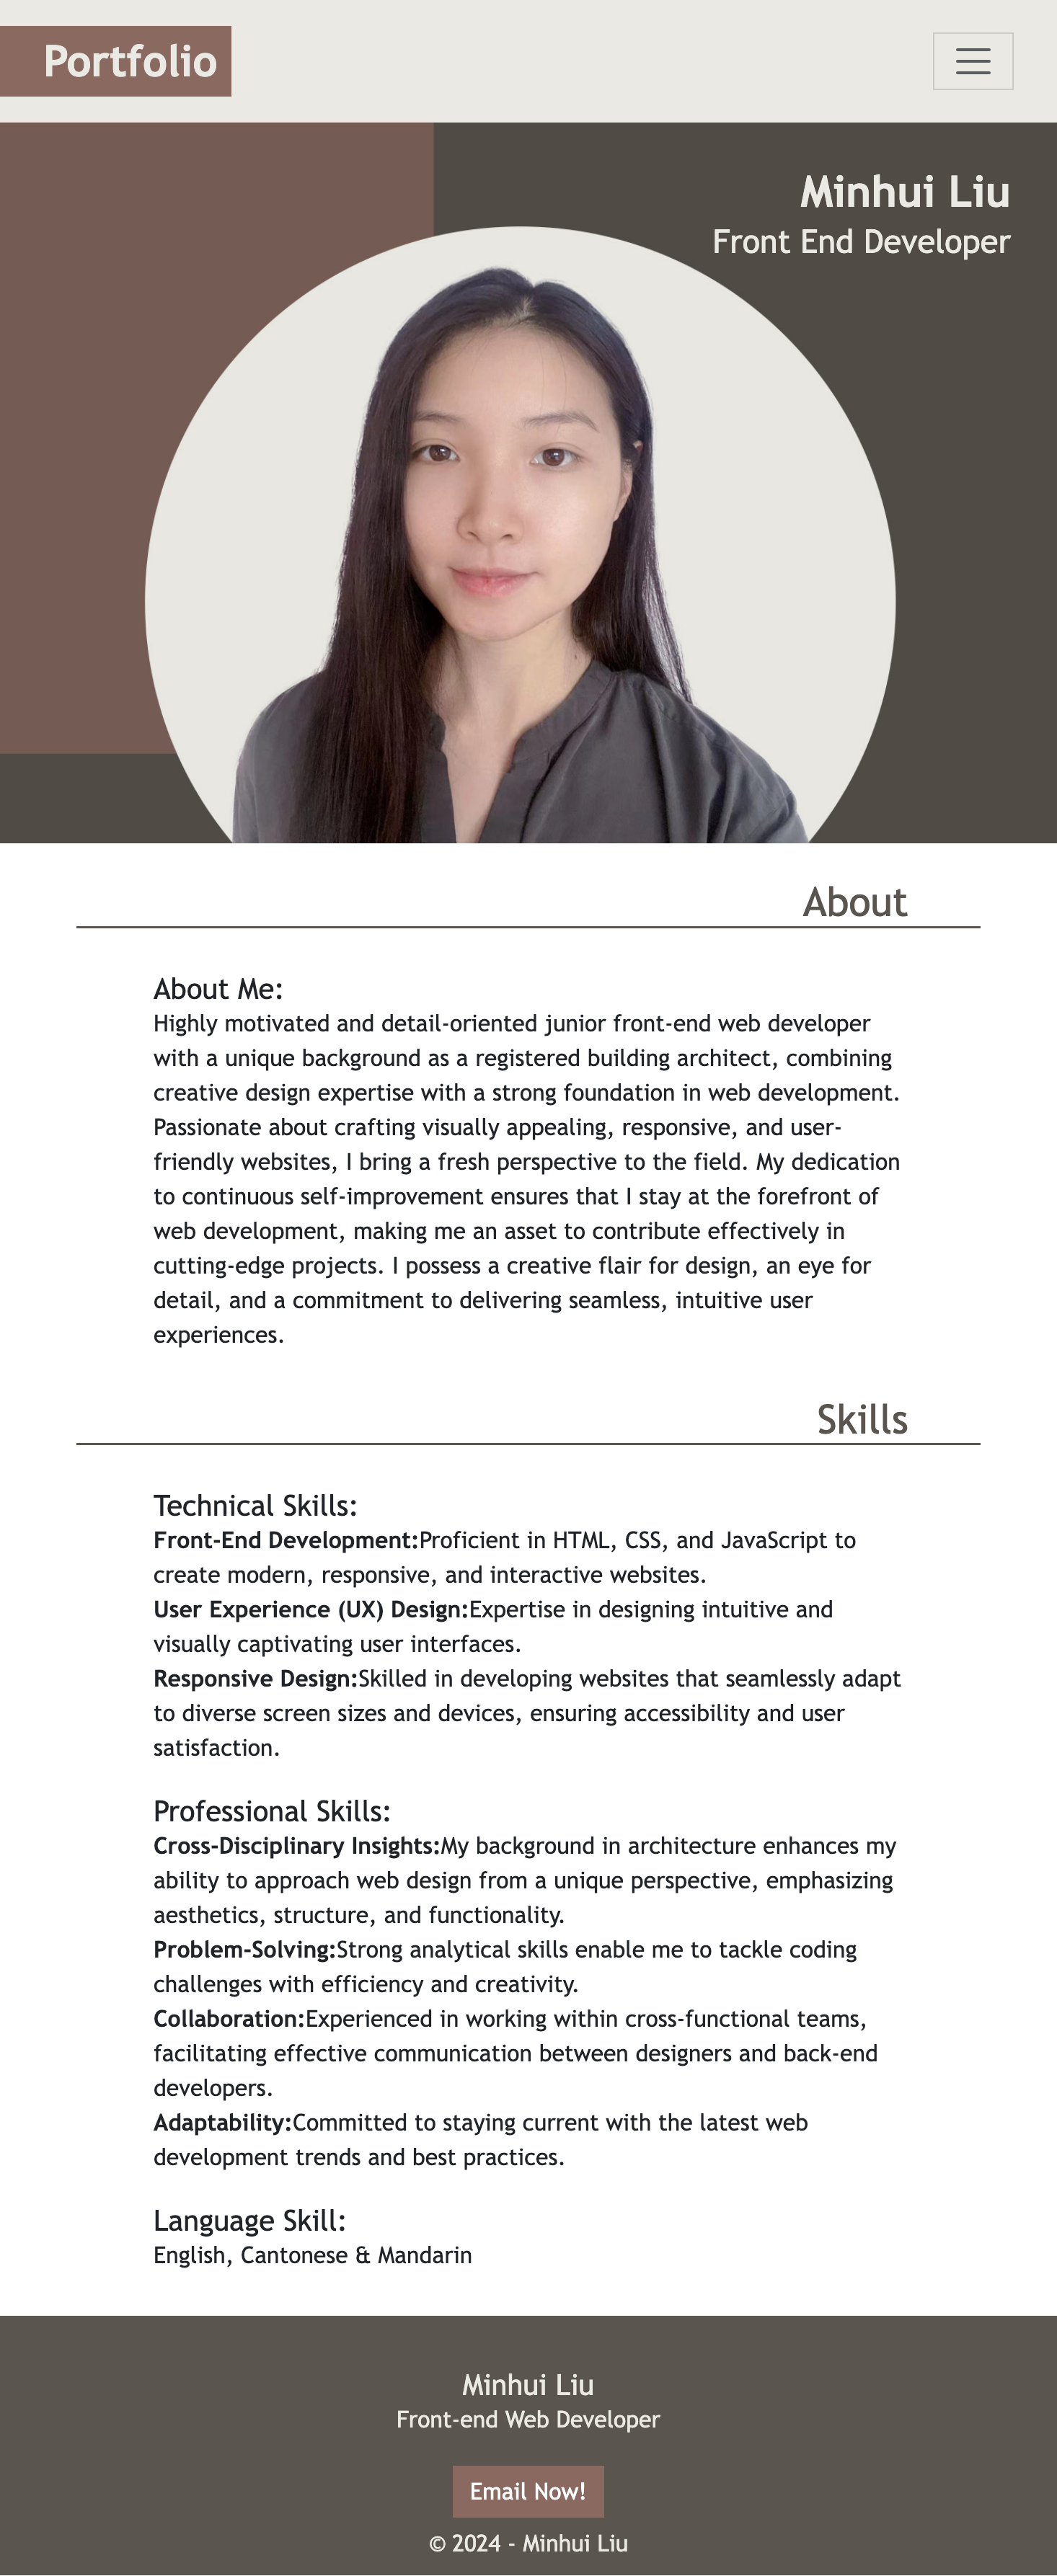 Portfolio
Minhui Liu
Front End Developer
About
About Me:
Highly motivated and detail-oriented junior front-end web developer
with a unique background as a registered building architect, combining
creative design expertise with a strong foundation in web development.
Passionate about crafting visually appealing, responsive, and user-
friendly websites, I bring a fresh perspective to the field. My dedication
to continuous self-improvement ensures that I stay at the forefront of
web development, making me an asset to contribute effectively in
cutting-edge projects. I possess a creative flair for design, an eye for
detail, and a commitment to delivering seamless, intuitive user
experiences.
Skills
Technical Skills:
Front-End Development:Proficient in HTML, CSS, and JavaScript to
create modern, responsive, and interactive websites.
User Experience (UX) Design:Expertise in designing intuitive and
visually captivating user interfaces.
Responsive Design:Skilled in developing websites that seamlessly adapt
to diverse screen sizes and devices, ensuring accessibility and user
satisfaction.
Professional Skills:
Cross-Disciplinary Insights:My background in architecture enhances my
ability to approach web design from a unique perspective, emphasizing
aesthetics, structure, and functionality.
Problem-Solving:Strong analytical skills enable me to tackle coding
challenges with efficiency and creativity.
Collaboration:Experienced in working within cross-functional teams,
facilitating effective communication between designers and back-end
developers.
Adaptability:Committed to staying current with the latest web
development trends and best practices.
Language Skill:
English, Cantonese & Mandarin
Minhui Liu
Front-end Web Developer
Email Now!
© 2024 - Minhui Liu